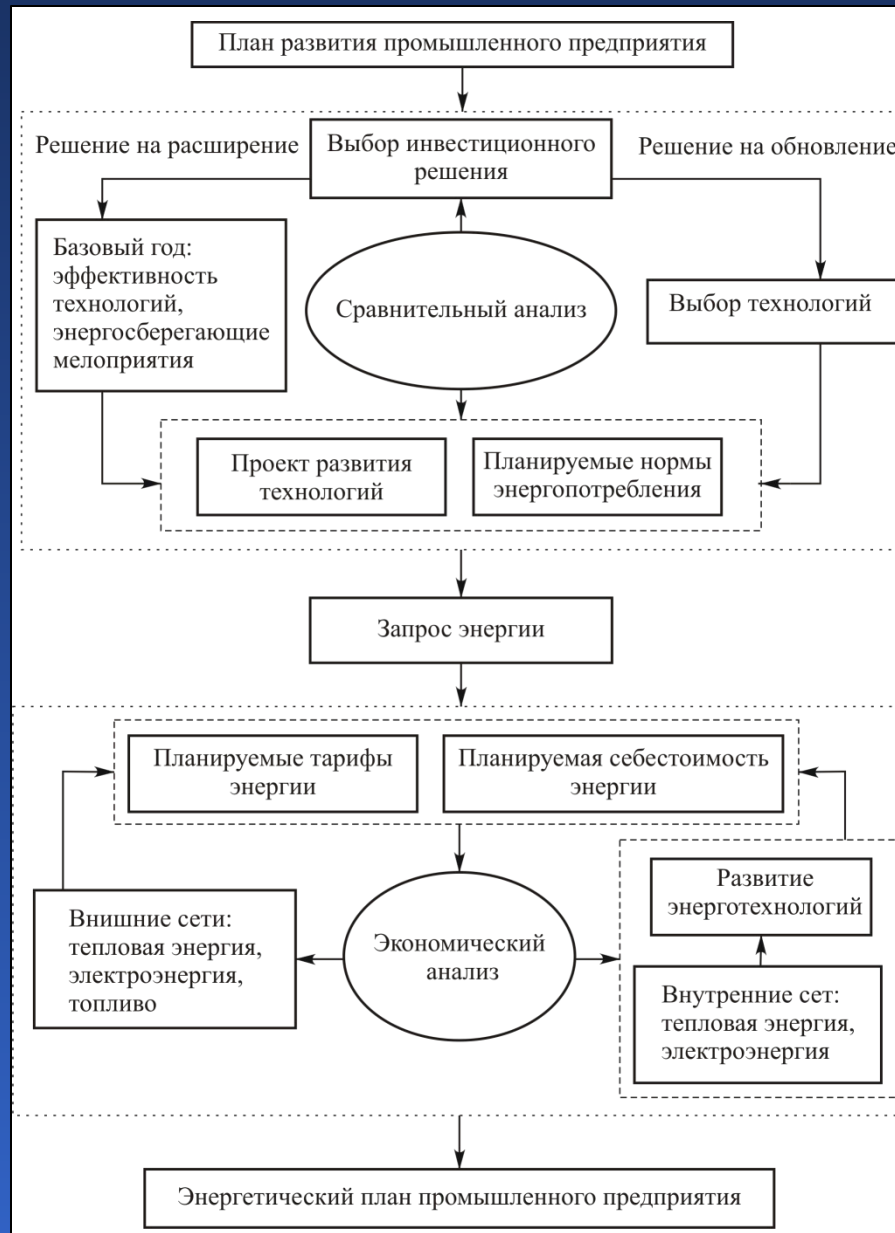 План развития промышленного предприятия
Решение на расширение
Выбор инвестиционного
решения
Решение на обновление
Базовый год:
эффективность
технологий,
энергосберегающие
мелоприятия
Сравнительный анализ
Выбор технологий
Проект развития
технологий
Планируемые нормы
энергопотребления
Запрос энергии
Планируемые тарифы
энергии
Планируемая себестоимость
энергии
Внишние сети:
тепловая энергия,
электроэнергия,
топливо
Экономический
анализ
Развитие
энерготехнологий
Внутренние сет:
тепловая энергия,
электроэнергия
Энергетический план промышленного предприятия